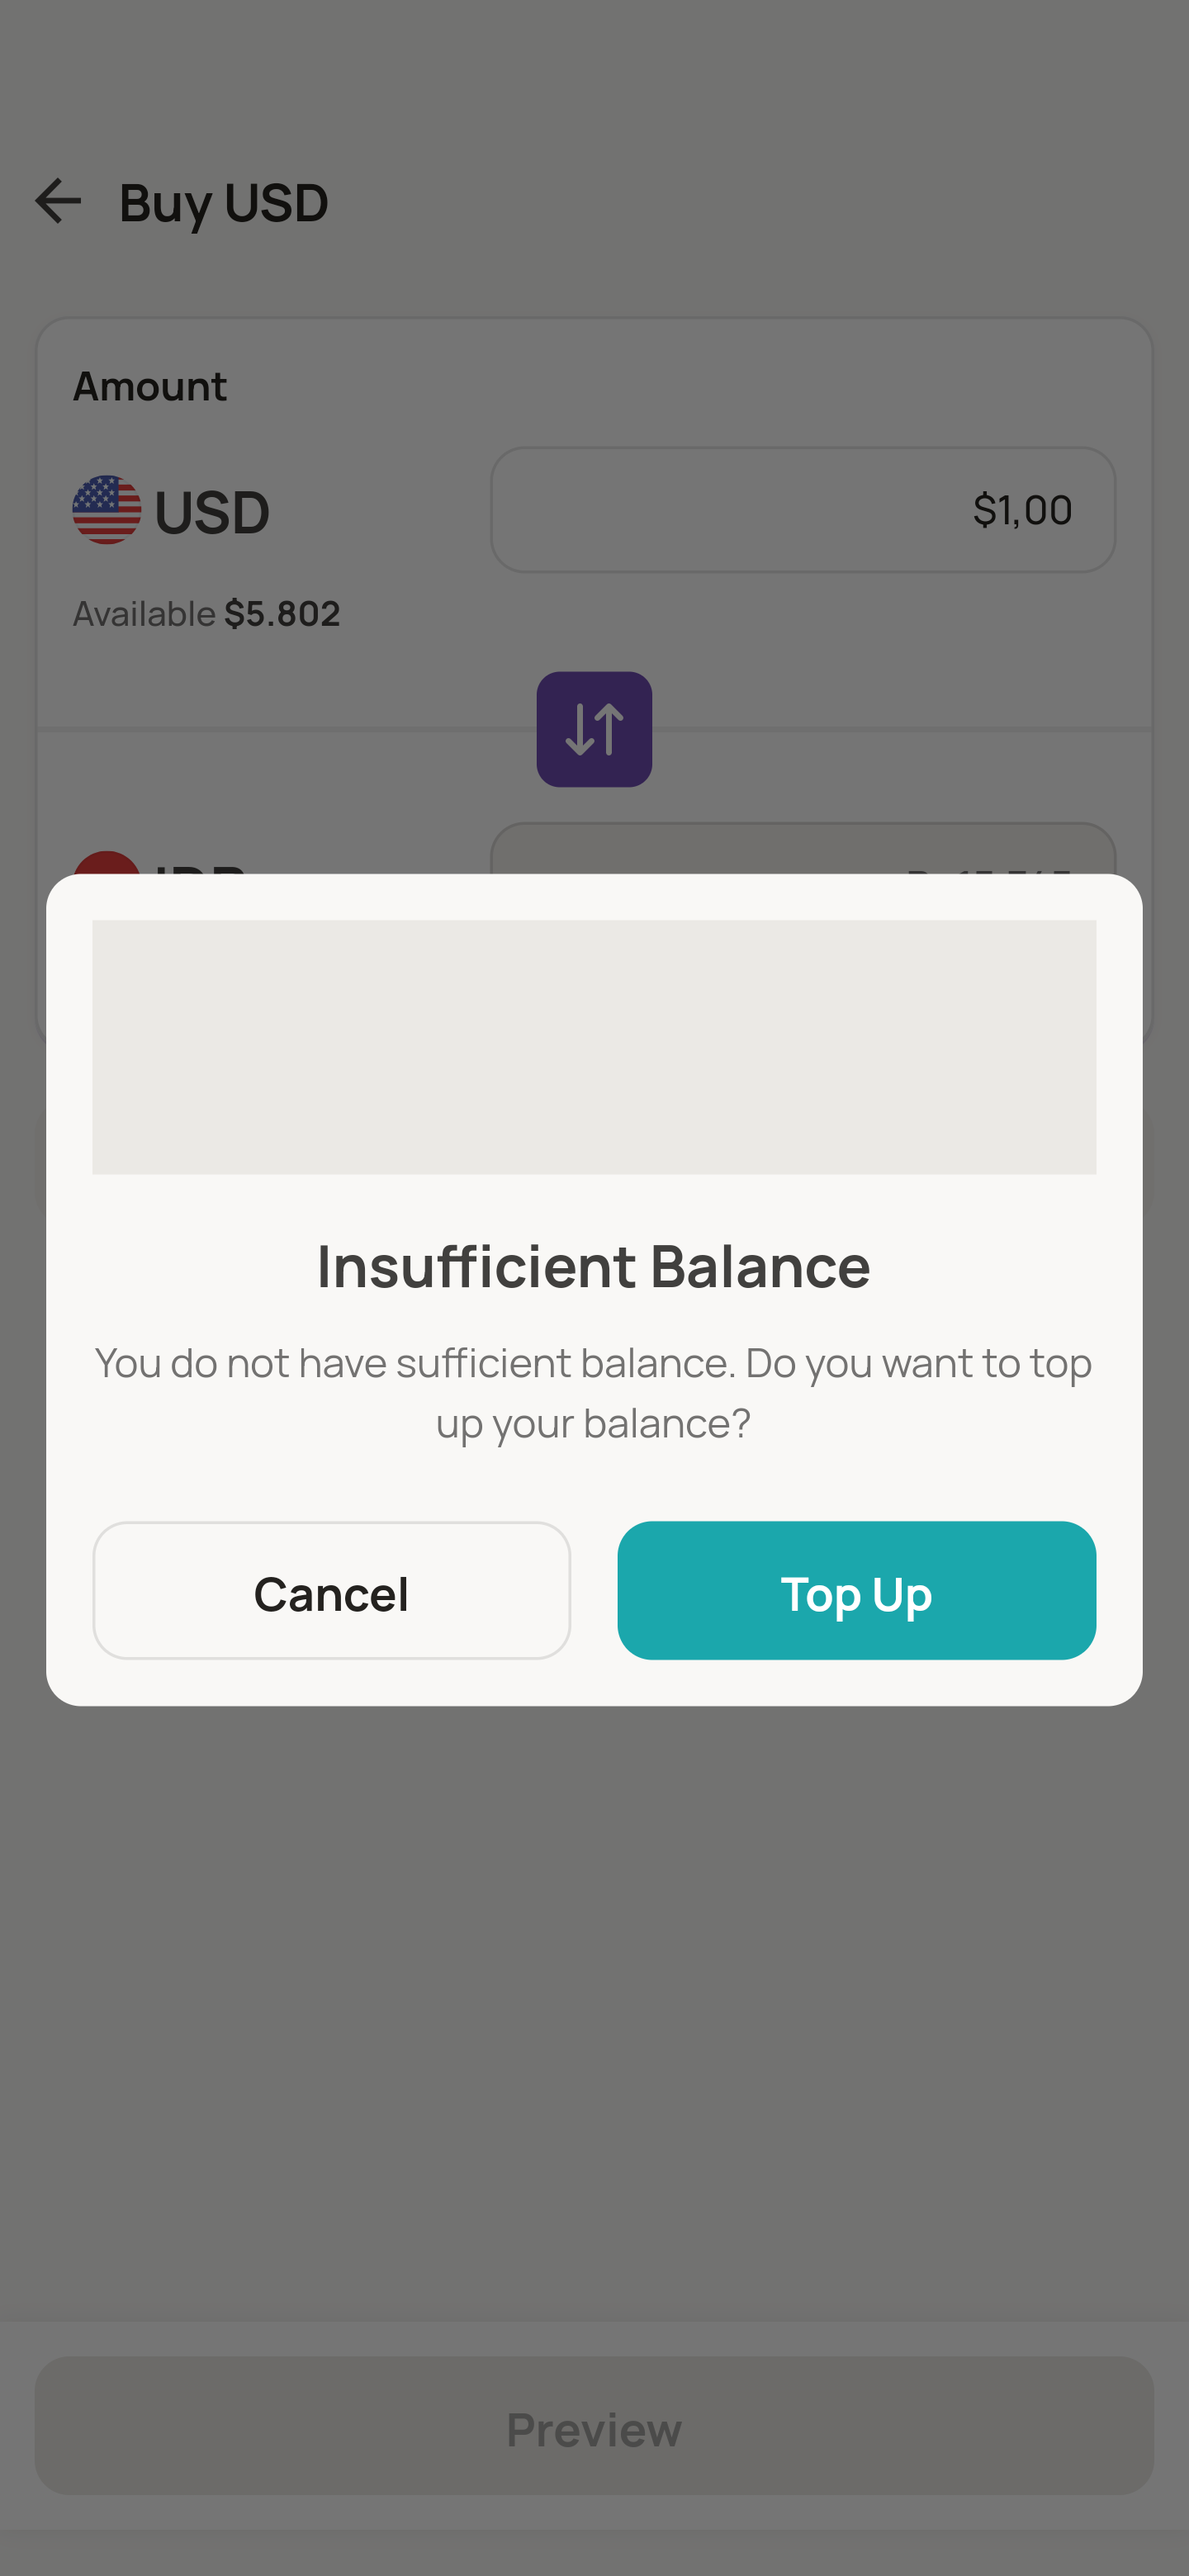 Buy USD
Amount
USD
$1,00
Available $5.802
Insufficient Balance
You do not have sufficient balance. Do you want to top
up your balance?
Cancel
Top Up
Preview